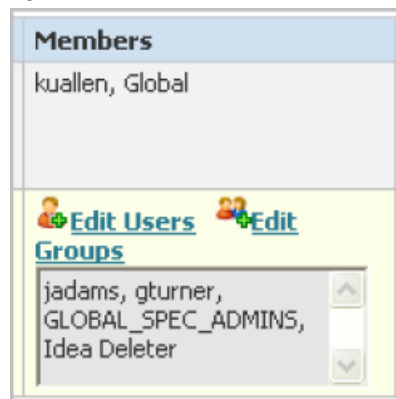 Members
kuallen, Global
Edit Users Edit
Groups
jadams, gturner,
GLOBAL_SPEC_ADMINS,
Idea Deleter